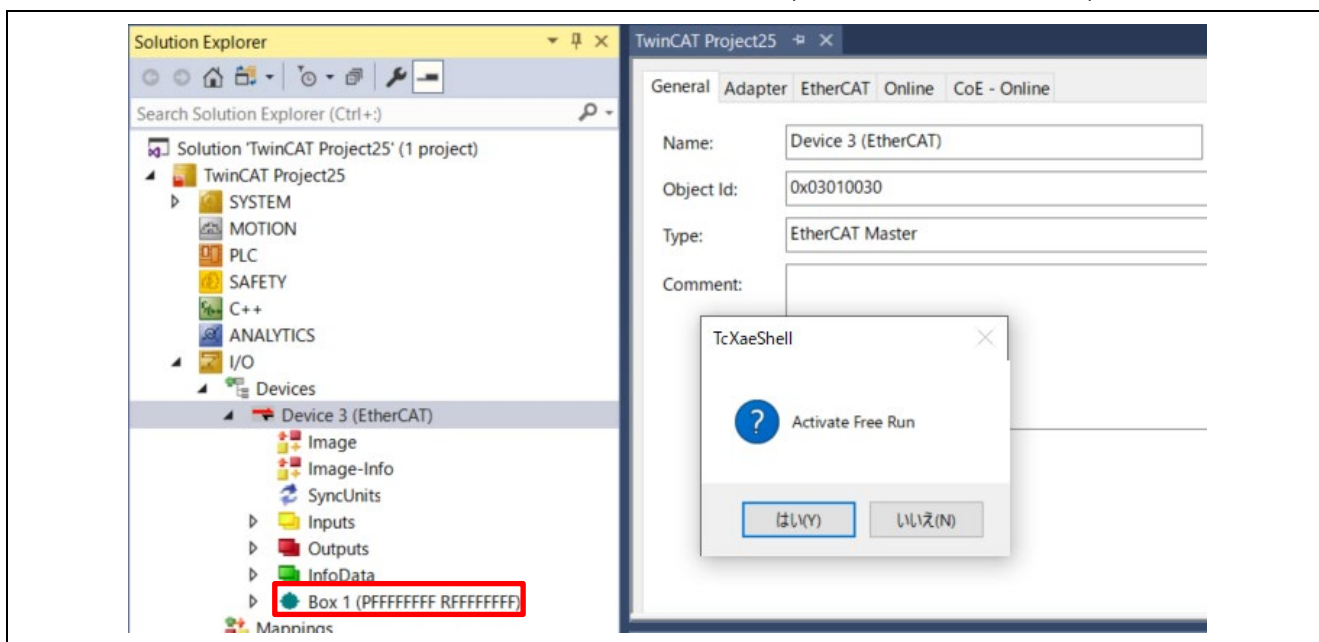 Solution Explorer
Search Solution Explorer (Ctrl+:)
Solution 'TwinCAT Project25' (1 project)
TwinCAT Project25
SYSTEM
MOTION
PLC
SAFETY
C++
ANALYTICS
I/O
Devices
Device 3 (EtherCAT)
Image
Image-Info
SyncUnits
Inputs
Outputs
InfoData
Box 1 (PFFFFFFFF RFFFFFFFF)
Mappings
TwinCAT Project25
General Adapter EtherCAT Online CoE - Online
Name: Device 3 (EtherCAT)
Object Id: 0x03010030
Type: EtherCAT Master
Comment:
TcXaeShell
Activate Free Run
はい(Y) いいえ(N)